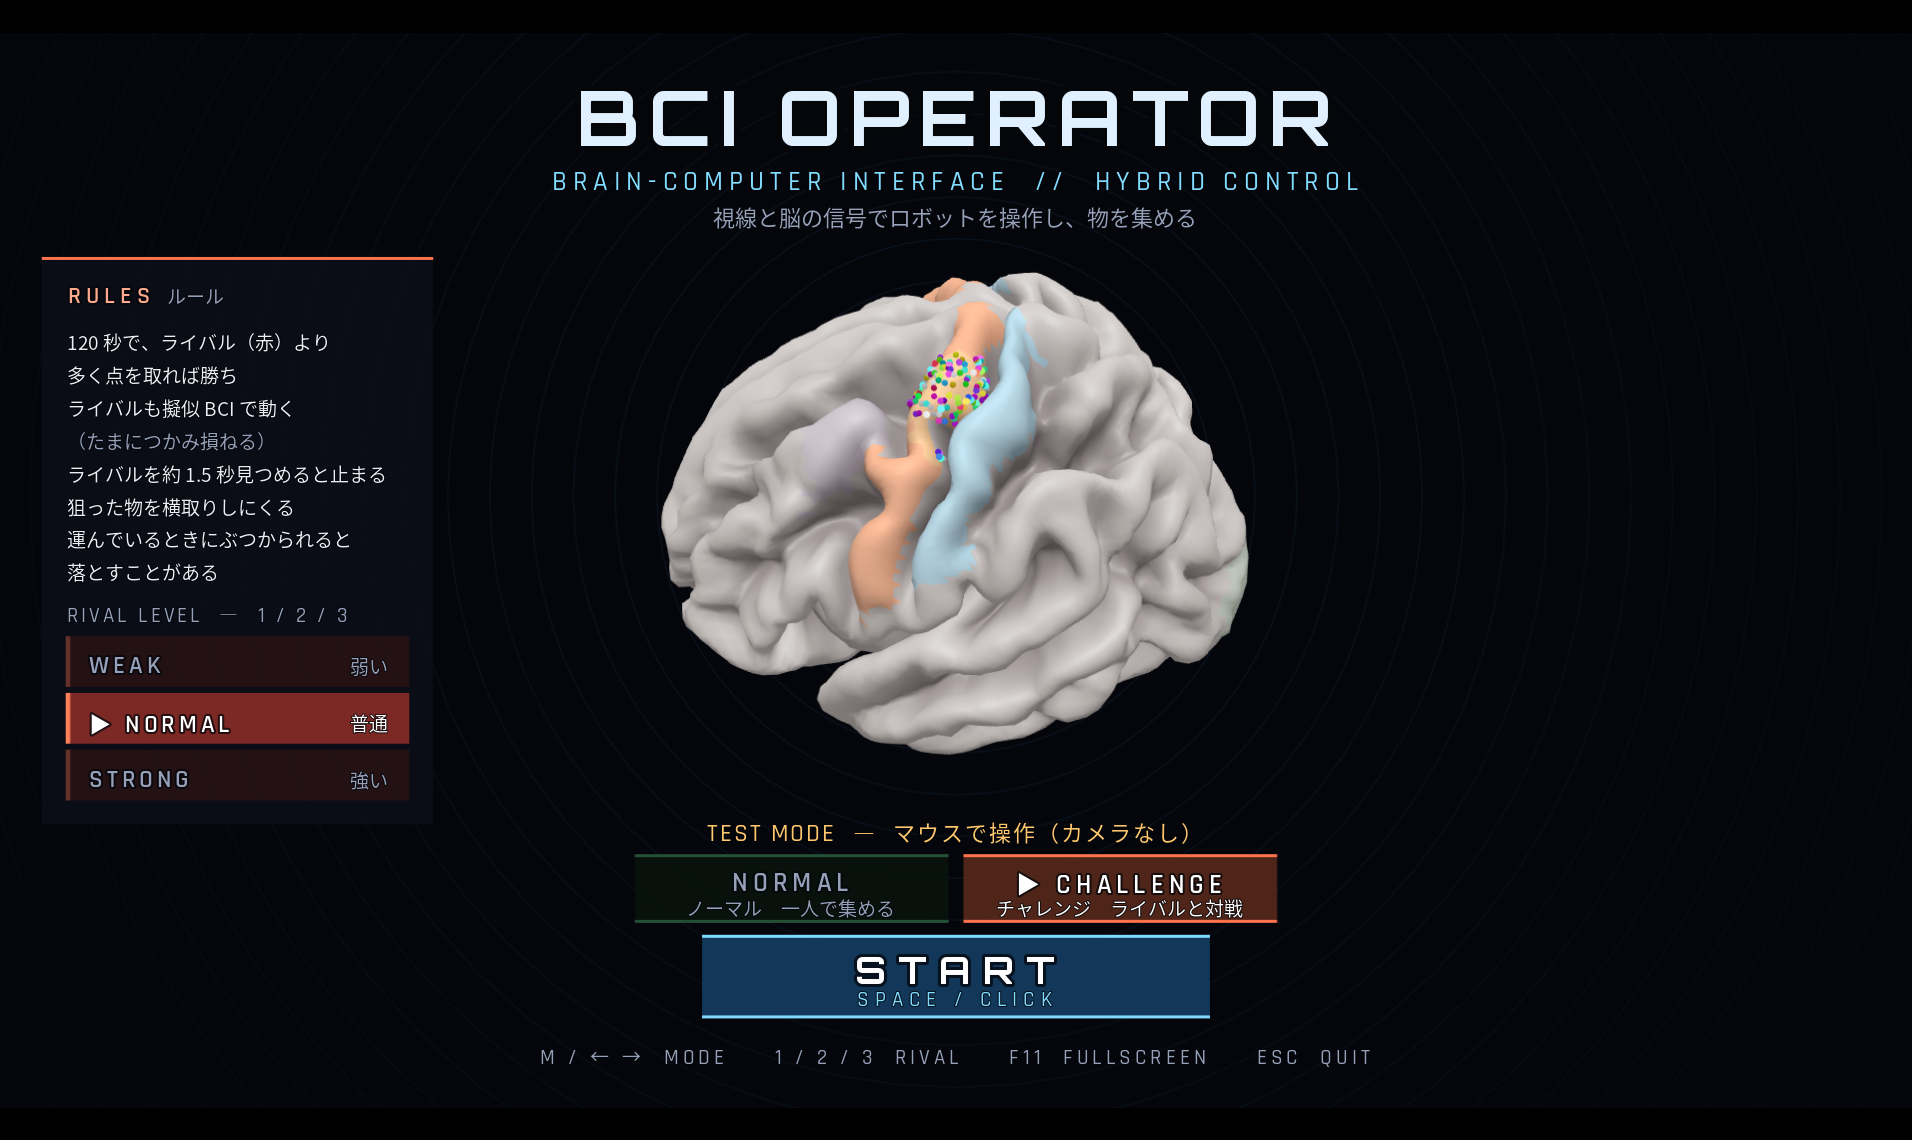 BCI OPERATOR
BRAIN-COMPUTER INTERFACE // HYBRID CONTROL
視線と脳の信号でロボットを操作し、物を集める
RULES ルール
120 秒で、ライバル（赤）より
多く点を取れば勝ち
ライバルも擬似 BCI で動く
（たまにつかみ損ねる）
ライバルを約 1.5 秒見つめると止まる
狙った物を横取りしにくる
運んでいるときにぶつかられると
落とすことがある
RIVAL LEVEL — 1 / 2 / 3
WEAK 弱い
▶ NORMAL 普通
STRONG 強い
TEST MODE — マウスで操作（カメラなし）
NORMAL
ノーマル　一人で集める
▶ CHALLENGE
チャレンジ　ライバルと対戦
START
SPACE / CLICK
M / ← → MODE 1 / 2 / 3 RIVAL F11 FULLSCREEN ESC QUIT